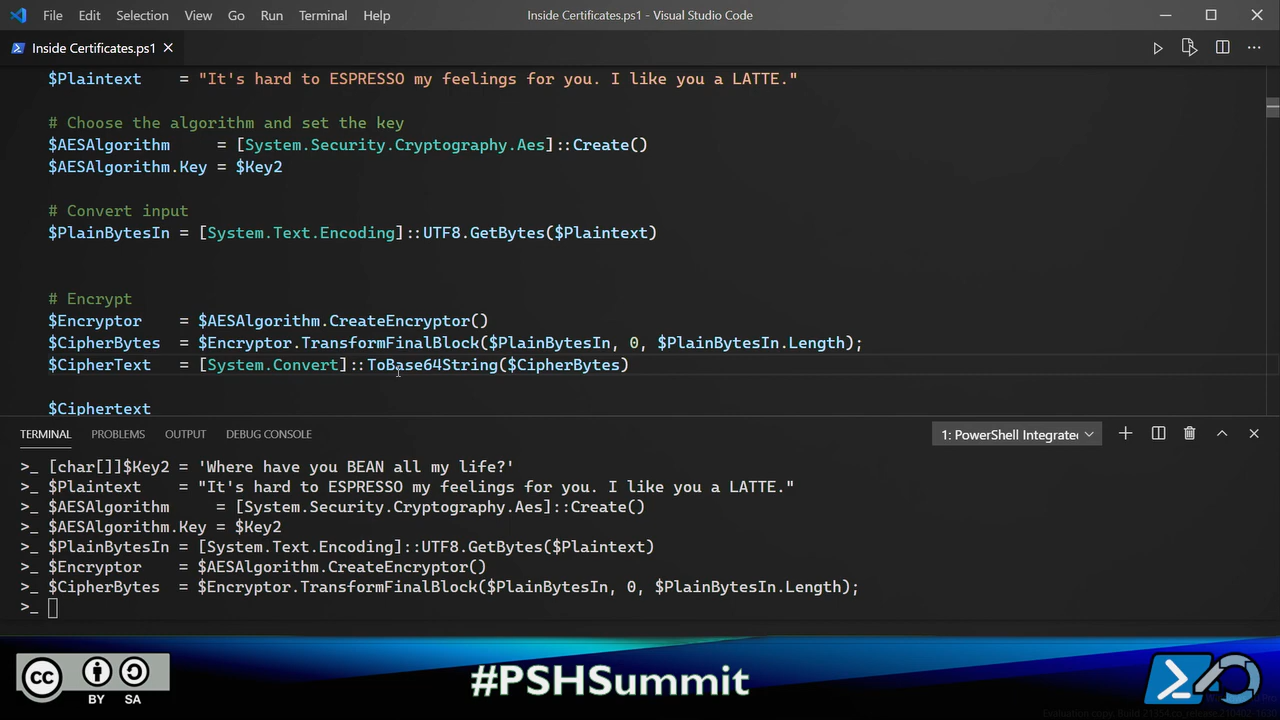 File Edit Selection View Go Run Terminal Help Inside Certificates.ps1 - Visual Studio Code
Inside Certificates.ps1
$Plaintext = "It's hard to ESPRESSO my feelings for you. I like you a LATTE."
# Choose the algorithm and set the key
$AESAlgorithm = [System.Security.Cryptography.Aes]::Create()
$AESAlgorithm.Key = $Key2
# Convert input
$PlainBytesIn = [System.Text.Encoding]::UTF8.GetBytes($Plaintext)
# Encrypt
$Encryptor = $AESAlgorithm.CreateEncryptor()
$CipherBytes = $Encryptor.TransformFinalBlock($PlainBytesIn, 0, $PlainBytesIn.Length);
$CipherText = [System.Convert]::ToBase64String($CipherBytes)
$Ciphertext
TERMINAL PROBLEMS OUTPUT DEBUG CONSOLE 1: PowerShell Integrate
>_ [char[]]$Key2 = 'Where have you BEAN all my life?'
>_ $Plaintext = "It's hard to ESPRESSO my feelings for you. I like you a LATTE."
>_ $AESAlgorithm = [System.Security.Cryptography.Aes]::Create()
>_ $AESAlgorithm.Key = $Key2
>_ $PlainBytesIn = [System.Text.Encoding]::UTF8.GetBytes($Plaintext)
>_ $Encryptor = $AESAlgorithm.CreateEncryptor()
>_ $CipherBytes = $Encryptor.TransformFinalBlock($PlainBytesIn, 0, $PlainBytesIn.Length);
>_
#PSHSummit
cc
BY SA